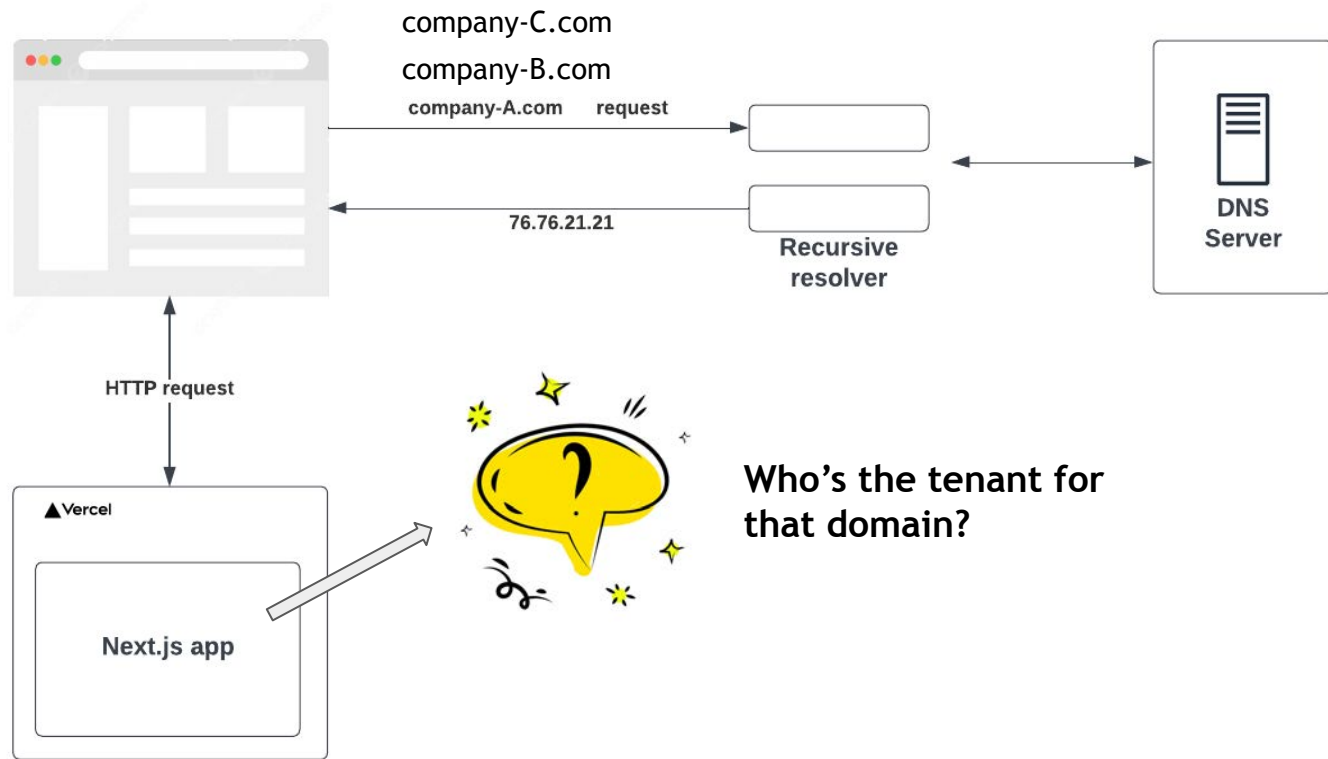 company-C.com
company-B.com
company-A.com request
76.76.21.21
Recursive
resolver
DNS
Server
HTTP request
?
Who’s the tenant for
that domain?
Vercel
Next.js app